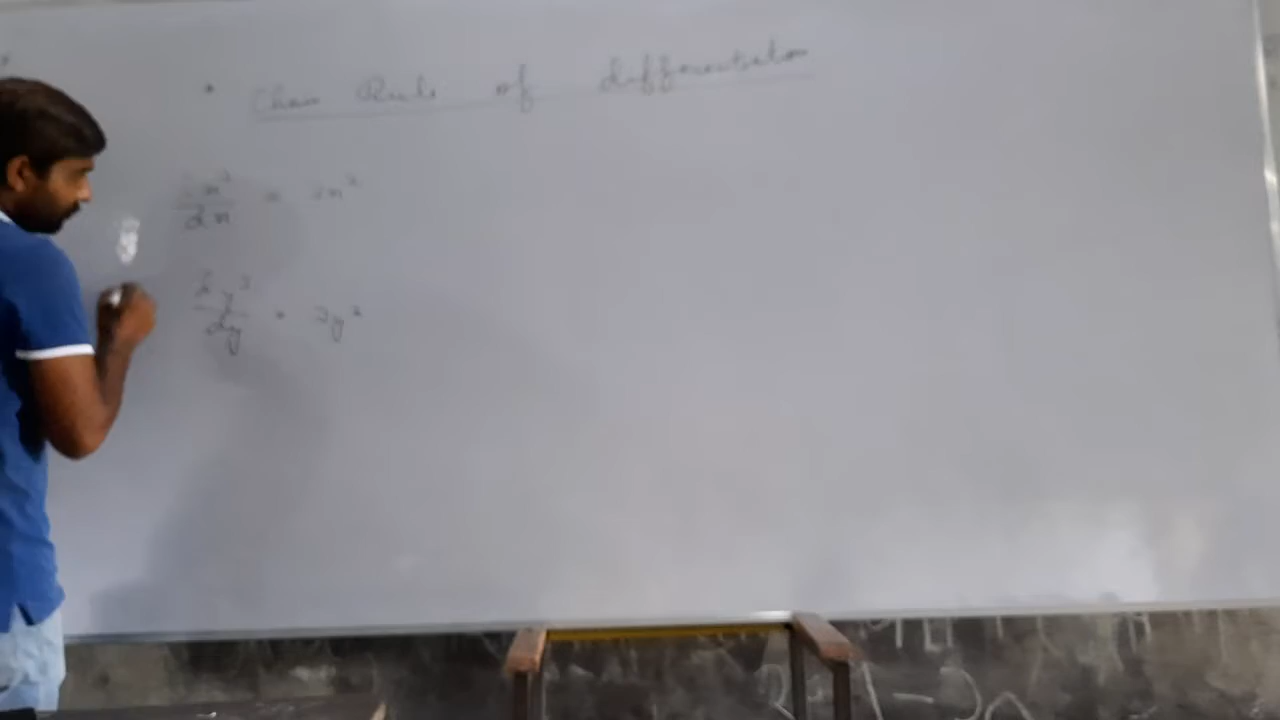 Chain Rule of differentiation
dx³/dx = 3x²
dy³/dy = 3y²